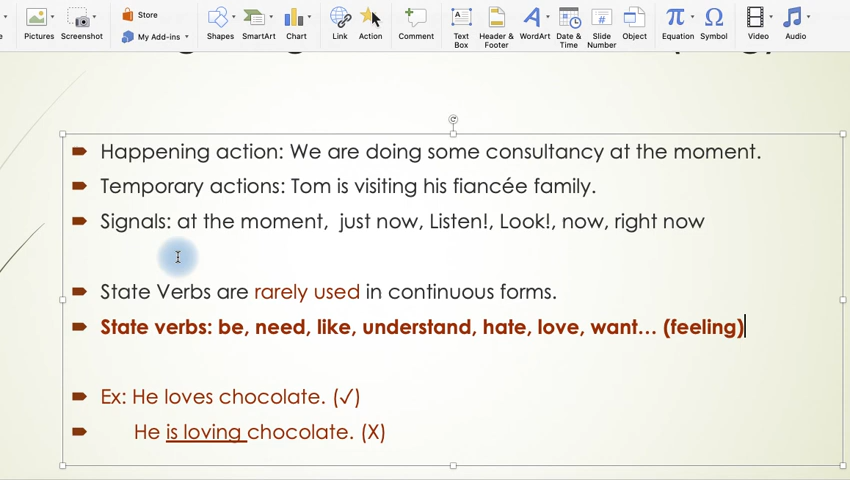 Store
My Add-ins
Pictures
Screenshot
Shapes
SmartArt
Chart
Link
Action
Comment
Text Box
Header & Footer
WordArt
Date & Time
Slide Number
Object
Equation
Symbol
Video
Audio
Happening action: We are doing some consultancy at the moment.
Temporary actions: Tom is visiting his fiancée family.
Signals: at the moment, just now, Listen!, Look!, now, right now
State Verbs are rarely used in continuous forms.
State verbs: be, need, like, understand, hate, love, want… (feeling)
Ex: He loves chocolate. (✓)
He is loving chocolate. (X)